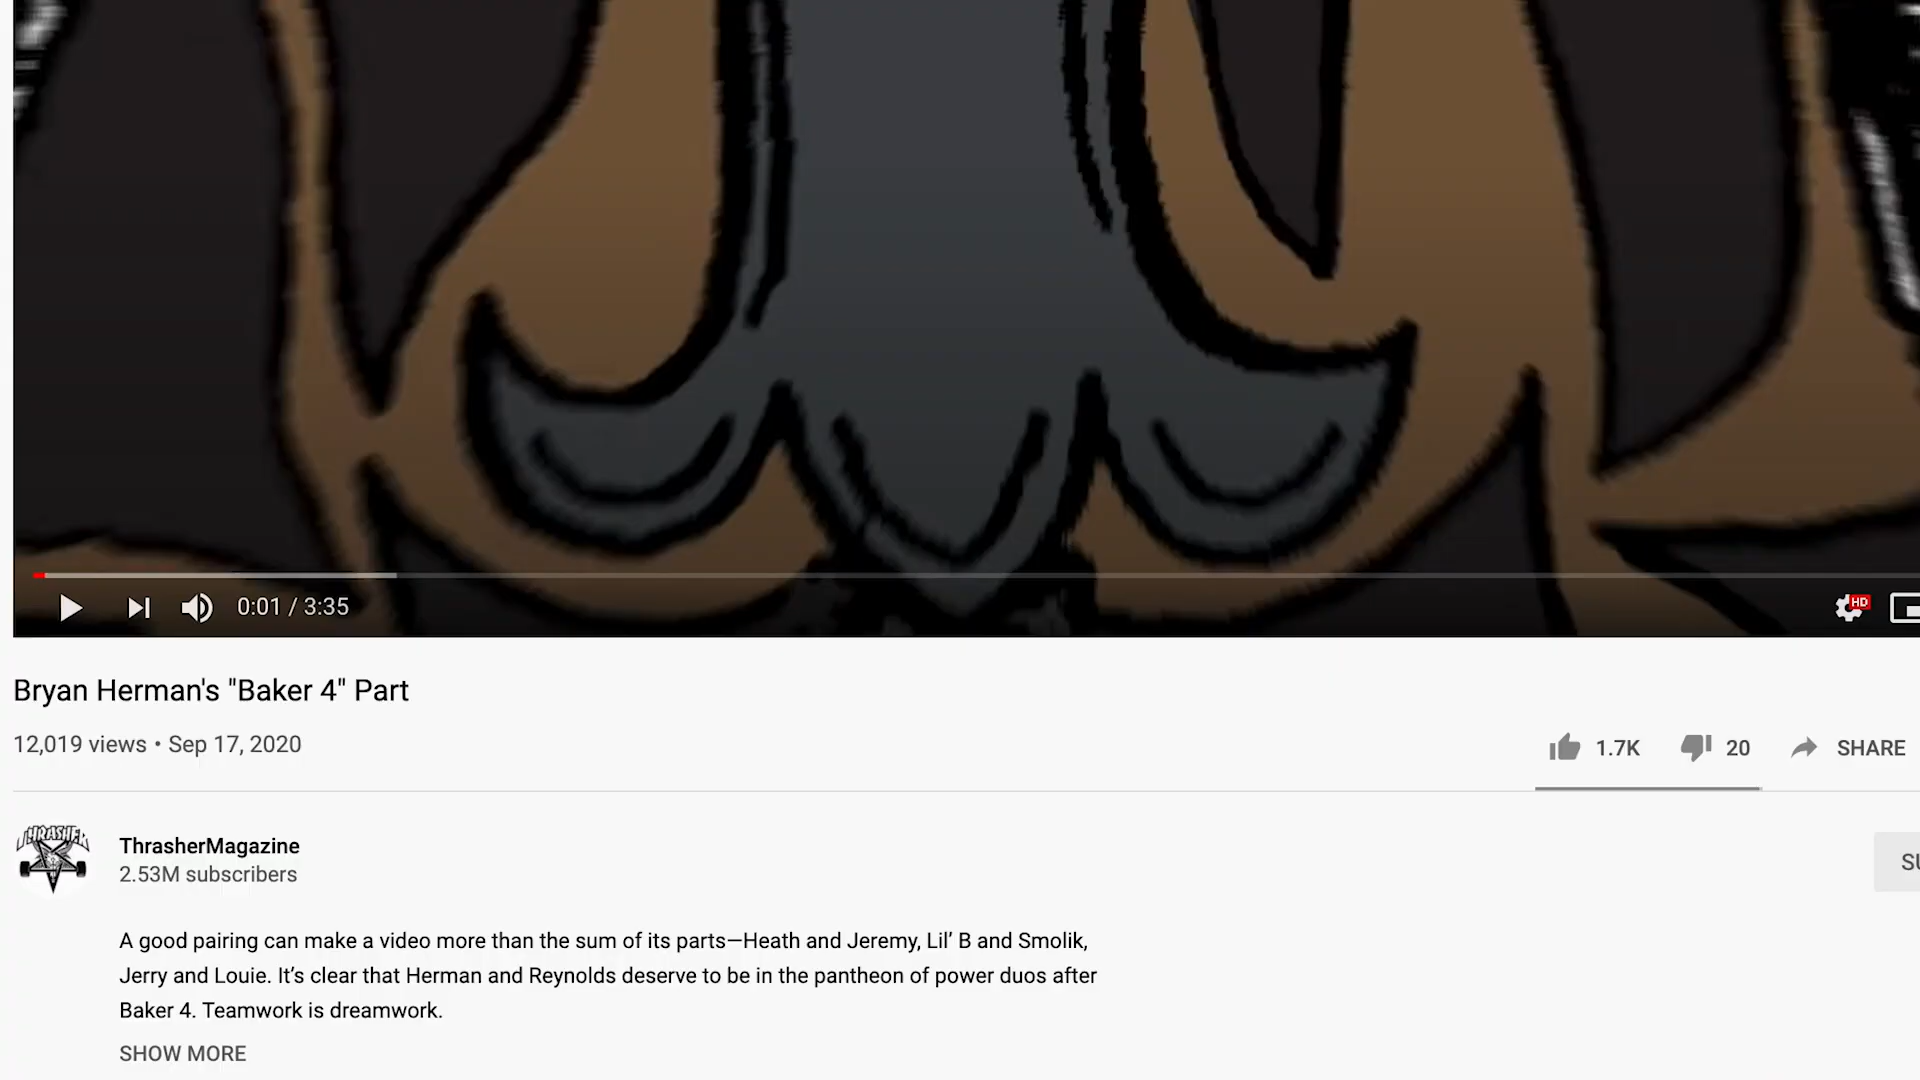 0:01 / 3:35
HD
Bryan Herman's "Baker 4" Part
12,019 views • Sep 17, 2020
1.7K 20 SHARE
THRASHER
ThrasherMagazine
2.53M subscribers
A good pairing can make a video more than the sum of its parts—Heath and Jeremy, Lil’ B and Smolik,
Jerry and Louie. It’s clear that Herman and Reynolds deserve to be in the pantheon of power duos after
Baker 4. Teamwork is dreamwork.
SHOW MORE